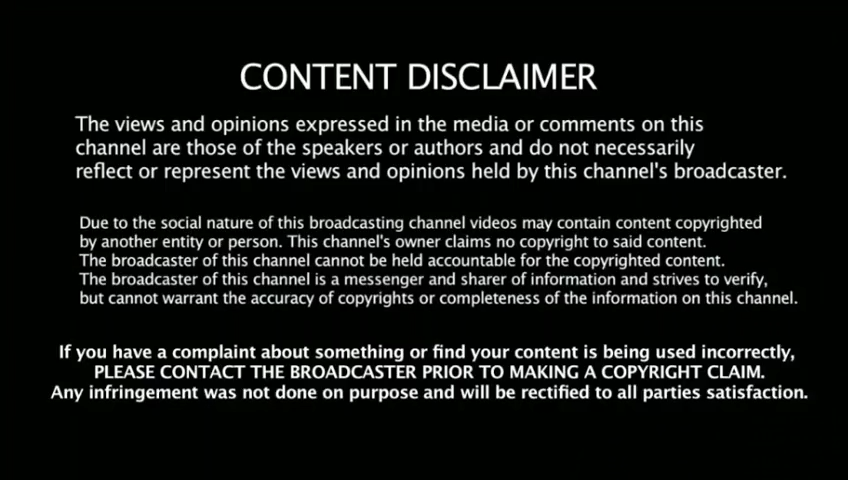 CONTENT DISCLAIMER
The views and opinions expressed in the media or comments on this
channel are those of the speakers or authors and do not necessarily
reflect or represent the views and opinions held by this channel's broadcaster.
Due to the social nature of this broadcasting channel videos may contain content copyrighted
by another entity or person. This channel's owner claims no copyright to said content.
The broadcaster of this channel cannot be held accountable for the copyrighted content.
The broadcaster of this channel is a messenger and sharer of information and strives to verify,
but cannot warrant the accuracy of copyrights or completeness of the information on this channel.
If you have a complaint about something or find your content is being used incorrectly,
PLEASE CONTACT THE BROADCASTER PRIOR TO MAKING A COPYRIGHT CLAIM.
Any infringement was not done on purpose and will be rectified to all parties satisfaction.